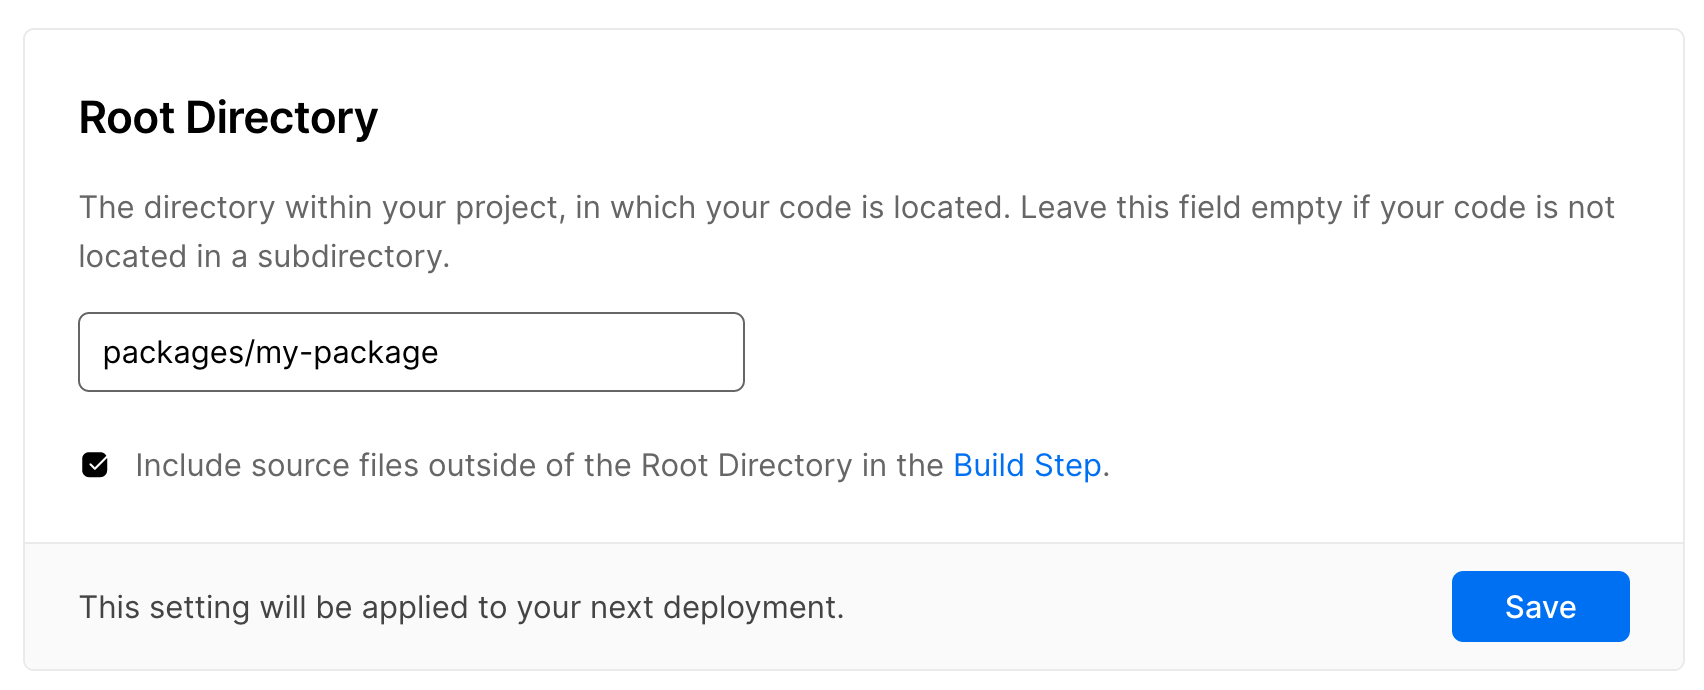 Root Directory
The directory within your project, in which your code is located. Leave this field empty if your code is not
located in a subdirectory.
packages/my-package
Include source files outside of the Root Directory in the Build Step.
This setting will be applied to your next deployment.
Save